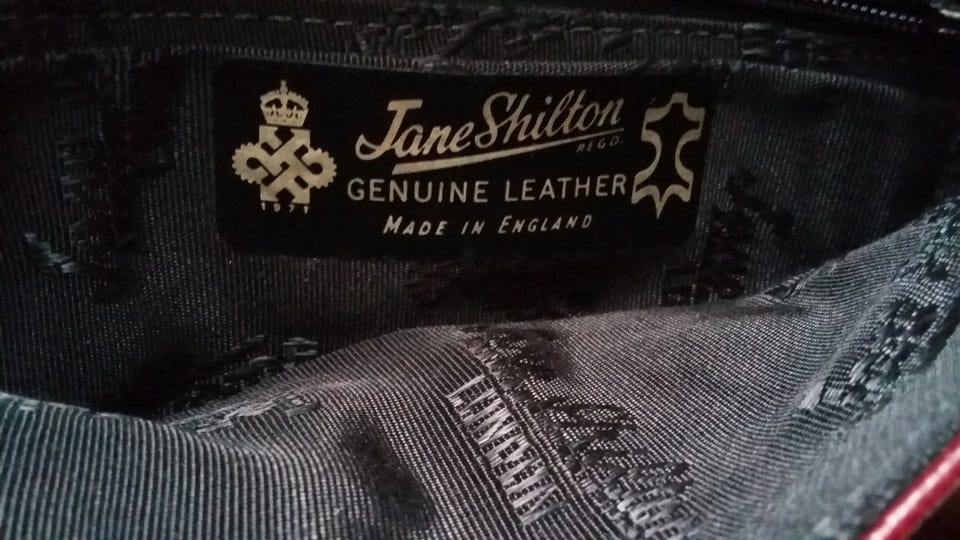 Jane Shilton
REGD.
GENUINE LEATHER
MADE IN ENGLAND
1971